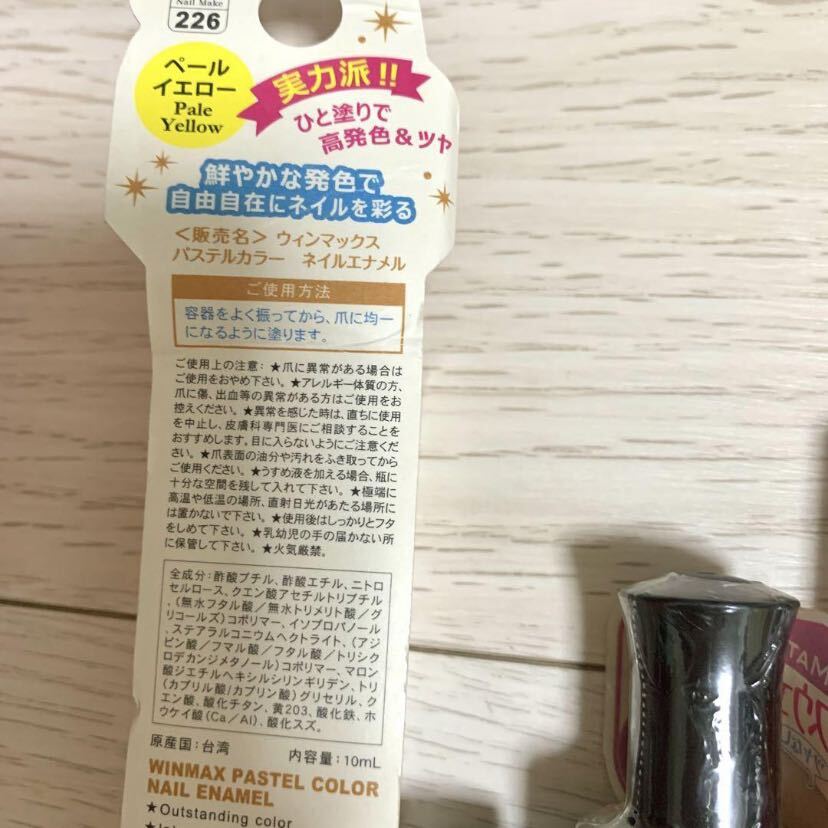 Nail Make
226
ペール
イエロー
Pale
Yellow
実力派!!
ひと塗りで
高発色&ツヤ
鮮やかな発色で
自由自在にネイルを彩る
<販売名> ウィンマックス
パステルカラー ネイルエナメル
ご使用方法
容器をよく振ってから、爪に均一
になるように塗ります。
ご使用上の注意: ★爪に異常がある場合は
ご使用をおやめ下さい。★アレルギー体質の方、
爪に傷、出血等の異常がある方はご使用をお
控えください。★異常を感じた時は、直ちに使用
を中止し、皮膚科専門医にご相談することを
おすすめします。目に入らないようにご注意くださ
い。★爪表面の油分や汚れをふき取ってから
ご使用ください。★うすめ液を加える場合、瓶に
十分な空間を残して入れて下さい。★極端に
高温や低温の場所、直射日光があたる場所に
は置かないで下さい。★使用後はしっかりとフタ
をしめて下さい。★乳幼児の手の届かない所
に保管して下さい。★火気厳禁。
全成分:酢酸ブチル、酢酸エチル、ニトロ
セルロース、クエン酸アセチルトリブチル
、(無水フタル酸/無水トリメリト酸/グ
リコールズ)コポリマー、イソプロパノール
、ステアラルコニウムヘクトライト、(アジ
ピン酸/フマル酸/フタル酸/トリシク
ロデカンジメタノール)コポリマー、マロン
酸ジエチルヘキシルシリンギリデン、トリ
(カプリル酸/カプリン酸)グリセリル、ク
エン酸、酸化チタン、黄203、酸化鉄、ホ
ウケイ酸(Ca/Al)、酸化スズ。
原産国:台湾 内容量:10mL
WINMAX PASTEL COLOR
NAIL ENAMEL
★Outstanding color
TAM
スウ